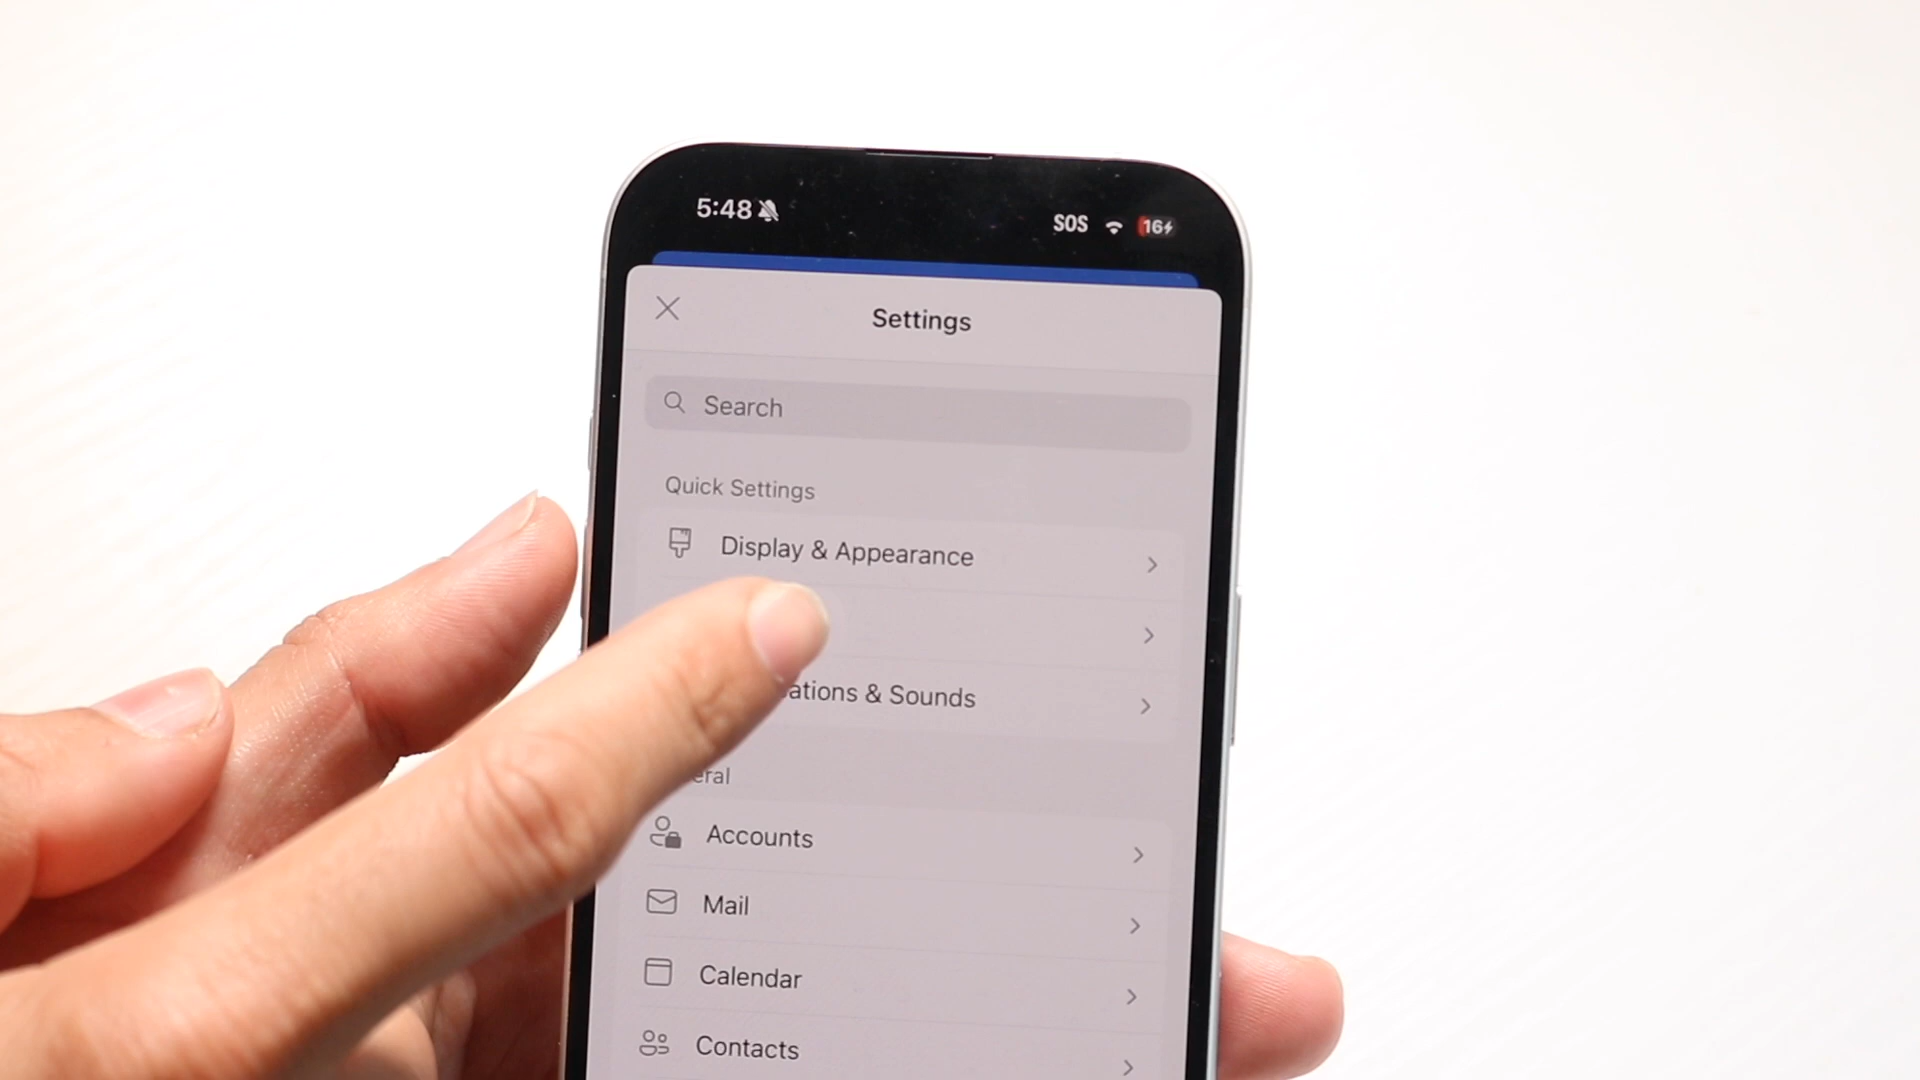 5:48
SOS
16
Settings
Search
Quick Settings
Display & Appearance
ations & Sounds
eral
Accounts
Mail
Calendar
Contacts